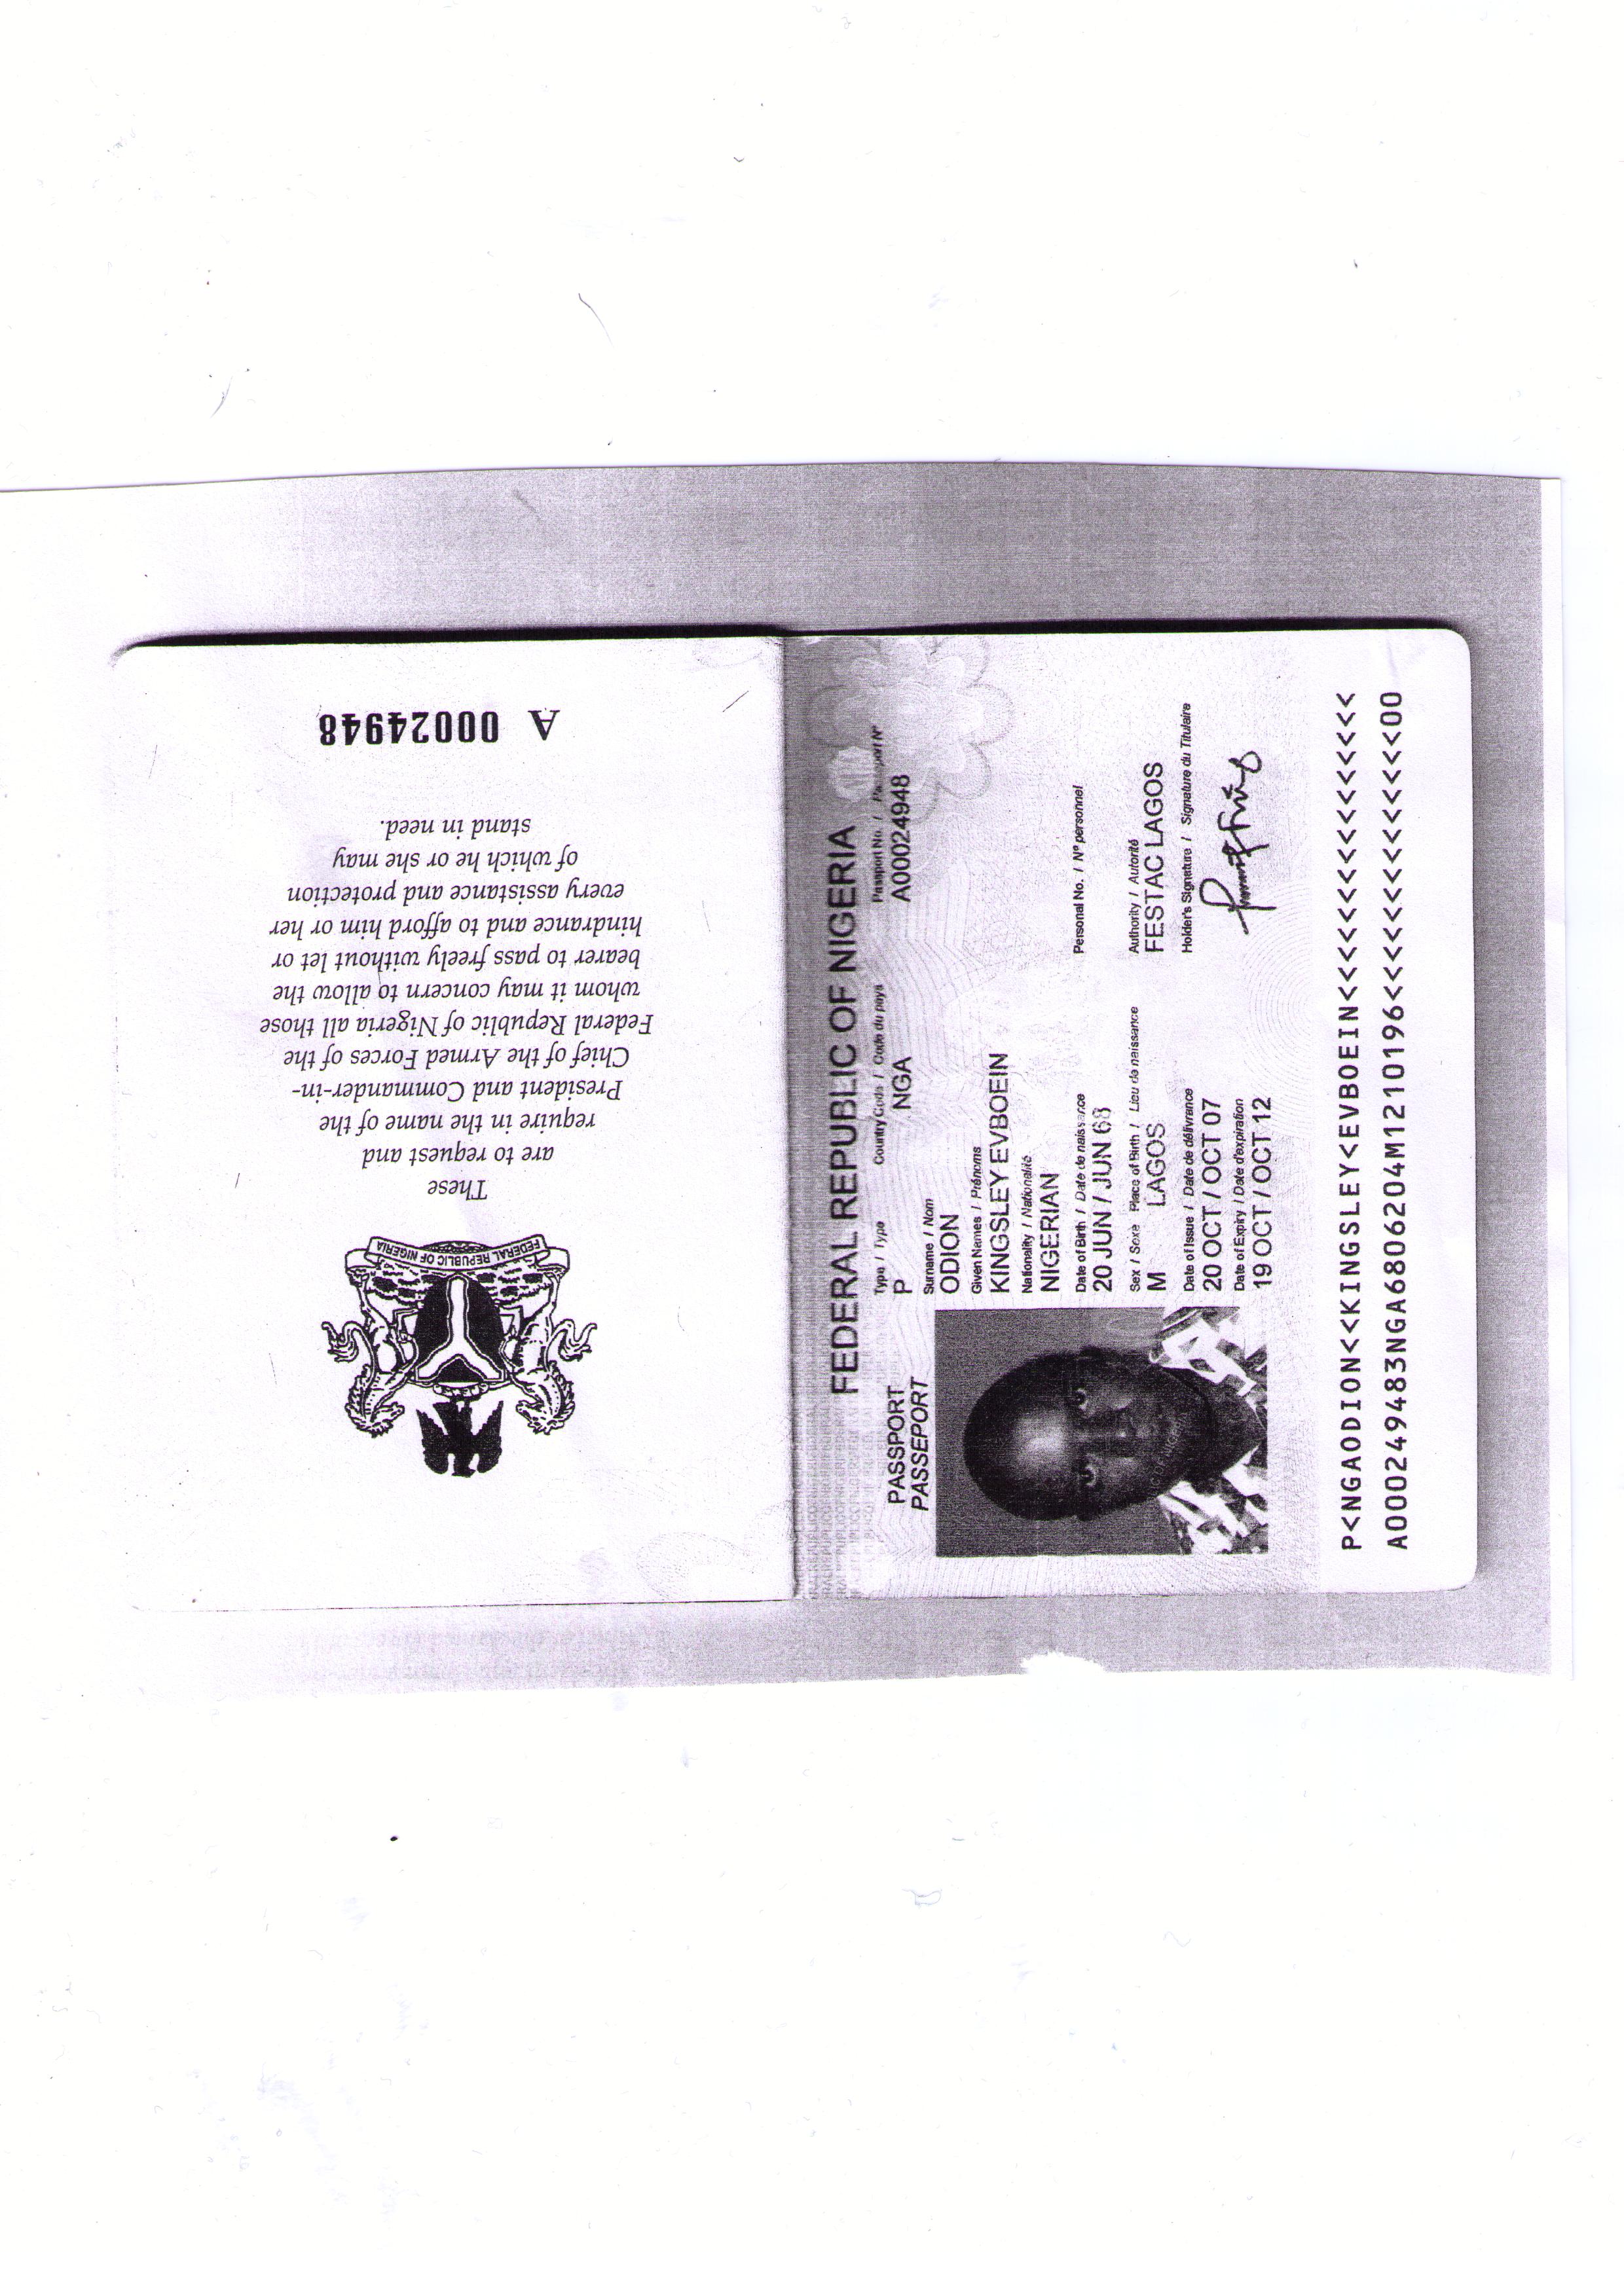 FEDERAL REPUBLIC OF NIGERIA
These
are to request and
require in the name of the
President and Commander-in-
Chief of the Armed Forces of the
Federal Republic of Nigeria all those
whom it may concern to allow the
bearer to pass freely without let or
hindrance and to afford him or her
every assistance and protection
of which he or she may
stand in need.
A 00024948
FEDERAL REPUBLIC OF NIGERIA
PASSPORT
PASSEPORT
Type / Type
Country Code / Code du pays
Passport No. / Passport Nº
P
NGA
A00024948
Surname / Nom
ODION
Given Names / Prénoms
KINGSLEY EVBOEIN
Nationality / Nationalité
NIGERIAN
Date of Birth / Date de naissance
Personal No. / Nº personnel
20 JUN / JUN 68
Sex / Sexe
Place of Birth / Lieu de naissance
Authority / Autorité
M
LAGOS
FESTAC LAGOS
Date of Issue / Date de délivrance
Holder's Signature / Signature du Titulaire
20 OCT / OCT 07
Date of Expiry / Date d'expiration
19 OCT / OCT 12
P<NGAODION<<KINGSLEY<EVBOEIN<<<<<<<<<<<<<<<<
A000249483NGA6806204M1210196<<<<<<<<<<<<<<00